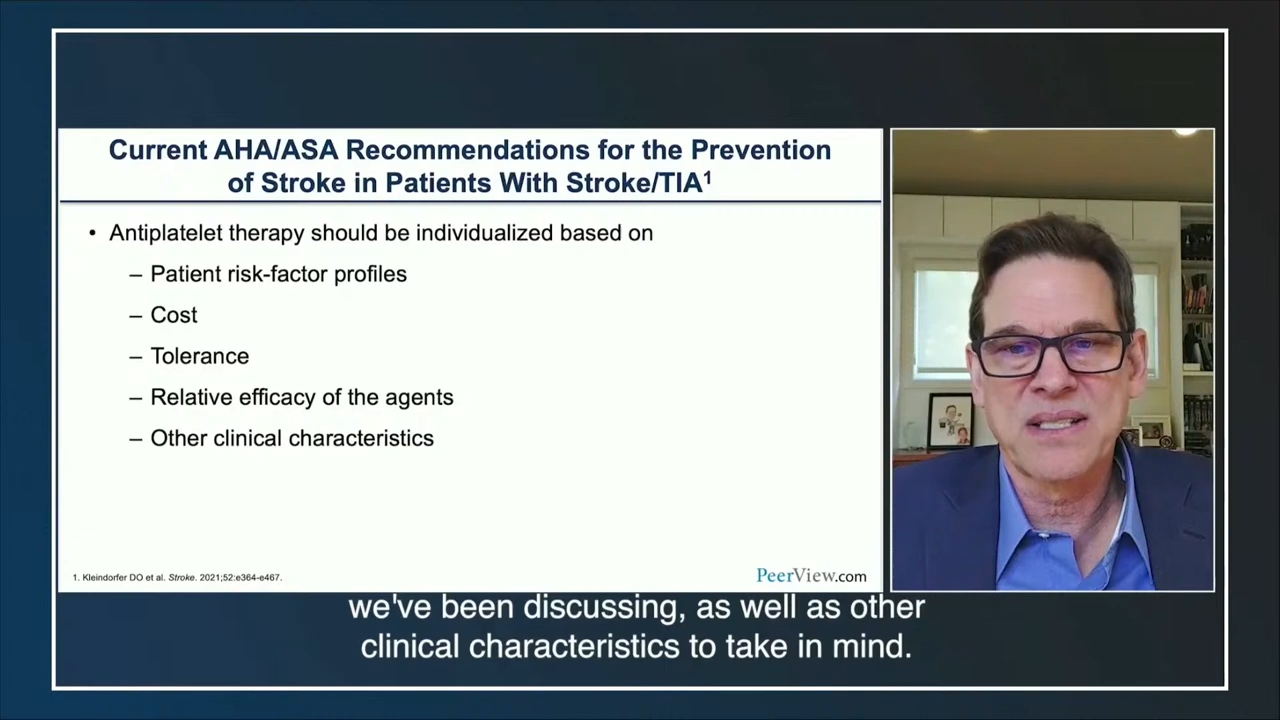 Current AHA/ASA Recommendations for the Prevention
of Stroke in Patients With Stroke/TIA¹
• Antiplatelet therapy should be individualized based on
– Patient risk-factor profiles
– Cost
– Tolerance
– Relative efficacy of the agents
– Other clinical characteristics
1. Kleindorfer DO et al. Stroke. 2021;52:e364-e467.
PeerView.com
we've been discussing, as well as other
clinical characteristics to take in mind.